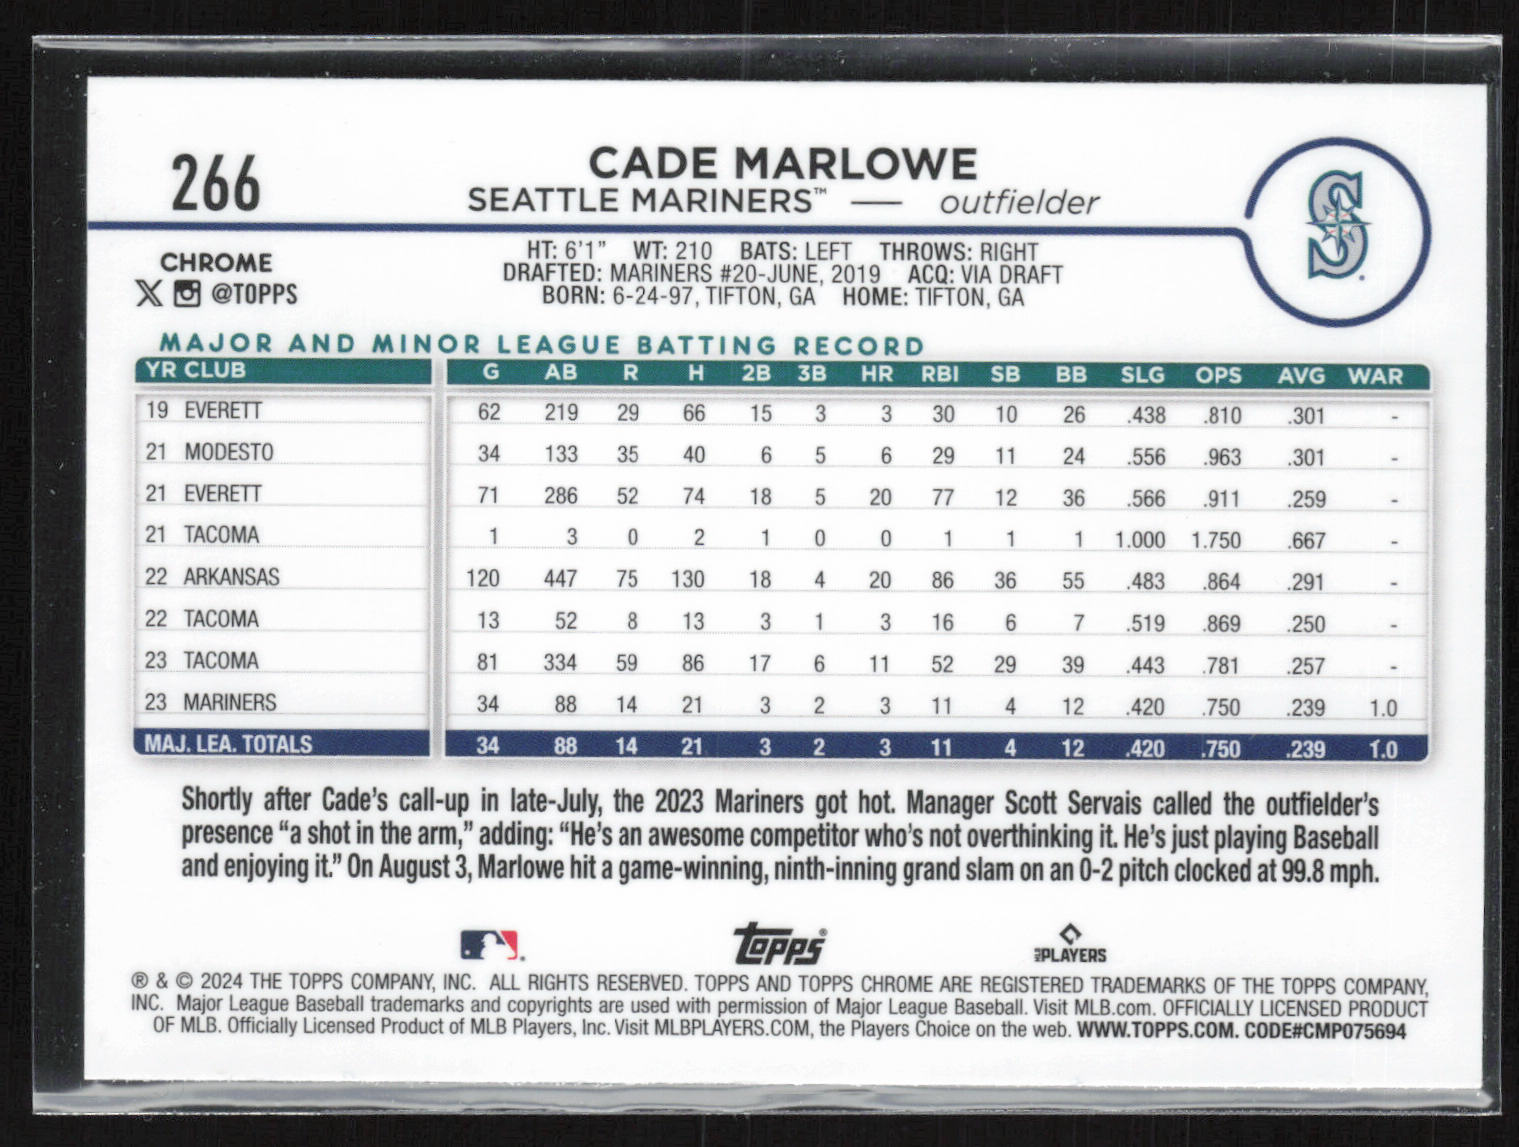 266
CADE MARLOWE
SEATTLE MARINERS™ — outfielder
S
CHROME
X @TOPPS
HT: 6'1" WT: 210 BATS: LEFT THROWS: RIGHT
DRAFTED: MARINERS #20-JUNE, 2019 ACQ: VIA DRAFT
BORN: 6-24-97, TIFTON, GA HOME: TIFTON, GA
MAJOR AND MINOR LEAGUE BATTING RECORD
YR CLUB G AB R H 2B 3B HR RBI SB BB SLG OPS AVG WAR
19 EVERETT 62 219 29 66 15 3 3 30 10 26 .438 .810 .301 -
21 MODESTO 34 133 35 40 6 5 6 29 11 24 .556 .963 .301 -
21 EVERETT 71 286 52 74 18 5 20 77 12 36 .566 .911 .259 -
21 TACOMA 1 3 0 2 1 0 0 1 1 1 1.000 1.750 .667 -
22 ARKANSAS 120 447 75 130 18 4 20 86 36 55 .483 .864 .291 -
22 TACOMA 13 52 8 13 3 1 3 16 6 7 .519 .869 .250 -
23 TACOMA 81 334 59 86 17 6 11 52 29 39 .443 .781 .257 -
23 MARINERS 34 88 14 21 3 2 3 11 4 12 .420 .750 .239 1.0
MAJ. LEA. TOTALS 34 88 14 21 3 2 3 11 4 12 .420 .750 .239 1.0
Shortly after Cade's call-up in late-July, the 2023 Mariners got hot. Manager Scott Servais called the outfielder's
presence "a shot in the arm," adding: "He's an awesome competitor who's not overthinking it. He's just playing Baseball
and enjoying it." On August 3, Marlowe hit a game-winning, ninth-inning grand slam on an 0-2 pitch clocked at 99.8 mph.
Topps® PLAYERS
® & © 2024 THE TOPPS COMPANY, INC. ALL RIGHTS RESERVED. TOPPS AND TOPPS CHROME ARE REGISTERED TRADEMARKS OF THE TOPPS COMPANY,
INC. Major League Baseball trademarks and copyrights are used with permission of Major League Baseball. Visit MLB.com. OFFICIALLY LICENSED PRODUCT
OF MLB. Officially Licensed Product of MLB Players, Inc. Visit MLBPLAYERS.COM, the Players Choice on the web. WWW.TOPPS.COM. CODE#CMP075694